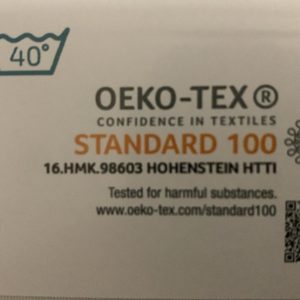 40°
OEKO-TEX®
CONFIDENCE IN TEXTILES
STANDARD 100
16.HMK.98603 HOHENSTEIN HTTI
Tested for harmful substances.
www.oeko-tex.com/standard100